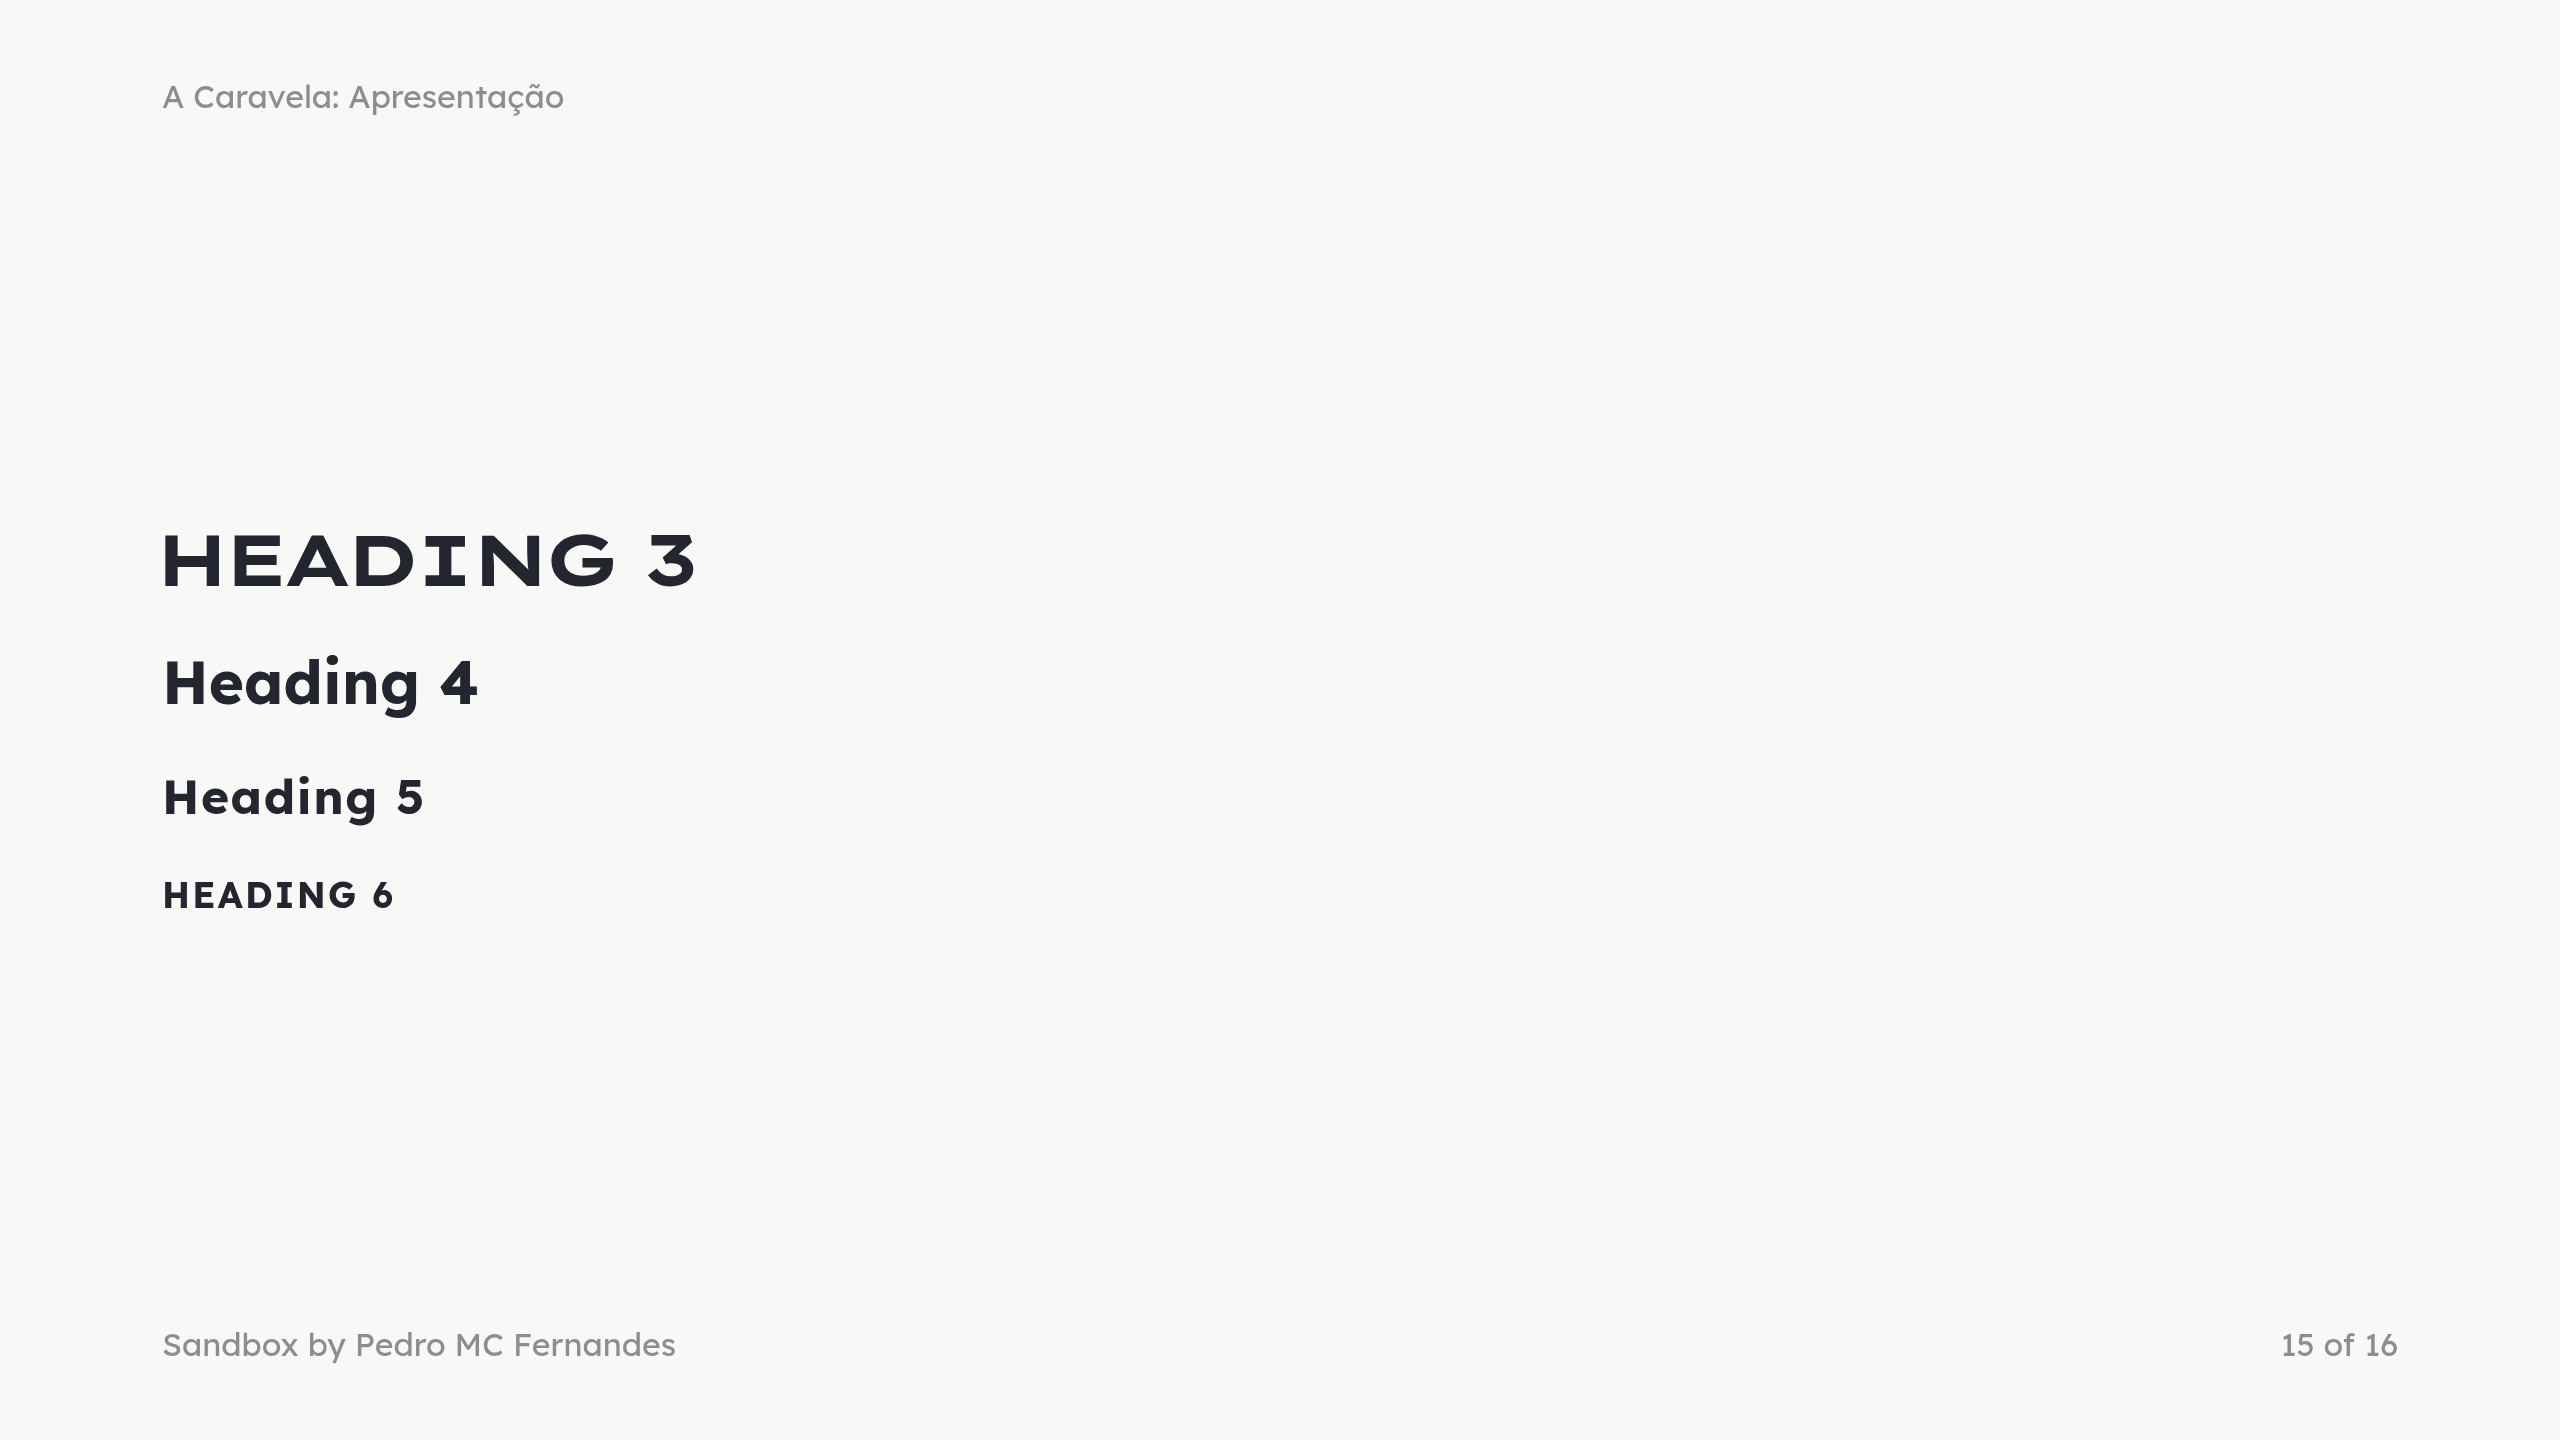 A Caravela: Apresentação
HEADING 3
Heading 4
Heading 5
HEADING 6
Sandbox by Pedro MC Fernandes
15 of 16